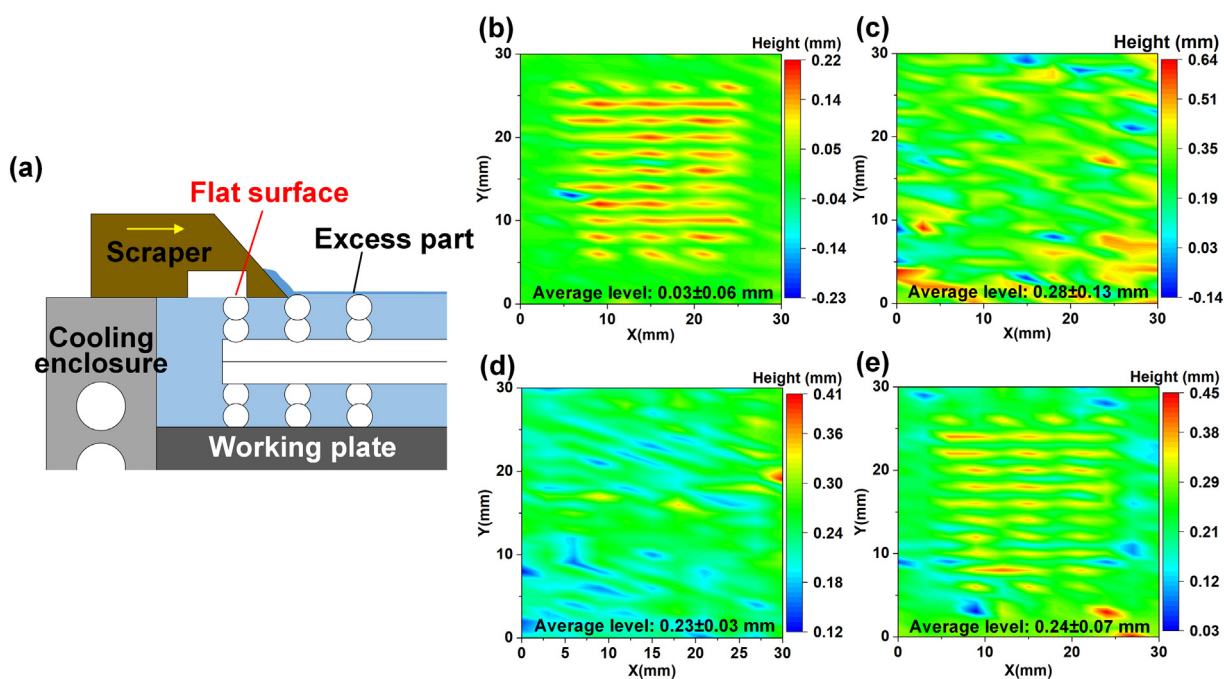 (a)
Flat surface
Scraper
Excess part
Cooling
enclosure
Working plate
(b)
Height (mm)
30
20
Y(mm)
10
0
0
10
20
30
X(mm)
Average level: 0.03±0.06 mm
0.22
0.14
0.05
-0.04
-0.14
-0.23
(c)
Height (mm)
30
20
Y(mm)
10
0
0
10
20
30
X(mm)
Average level: 0.28±0.13 mm
0.64
0.51
0.35
0.19
0.03
-0.14
(d)
Height (mm)
30
20
Y(mm)
10
0
0
5
10
15
20
25
30
X(mm)
Average level: 0.23±0.03 mm
0.41
0.36
0.30
0.24
0.18
0.12
(e)
Height (mm)
30
20
Y(mm)
10
0
0
10
20
30
X(mm)
Average level: 0.24±0.07 mm
0.45
0.38
0.29
0.21
0.12
0.03